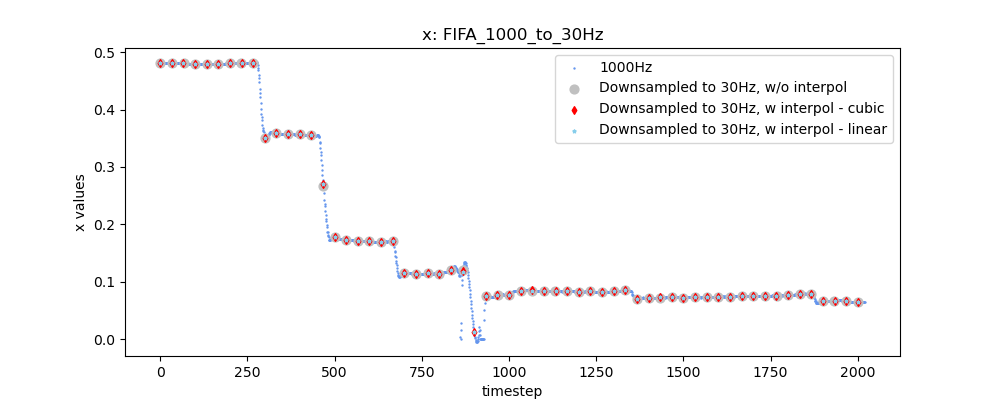 x: FIFA_1000_to_30Hz
0.5
0.4
0.3
0.2
0.1
0.0
x values
1000Hz
Downsampled to 30Hz, w/o interpol
Downsampled to 30Hz, w interpol - cubic
Downsampled to 30Hz, w interpol - linear
0 250 500 750 1000 1250 1500 1750 2000
timestep